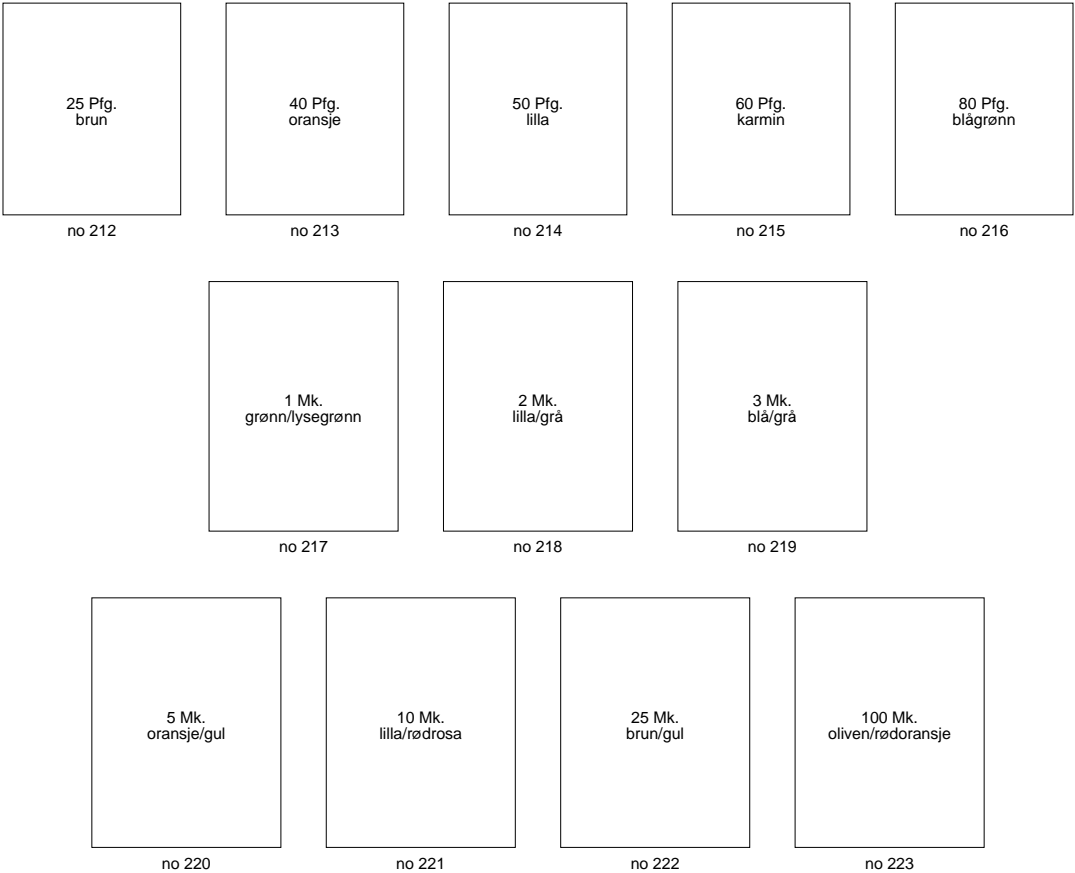 25 Pfg.
brun
no 212
40 Pfg.
oransje
no 213
50 Pfg.
lilla
no 214
60 Pfg.
karmin
no 215
80 Pfg.
blågrønn
no 216
1 Mk.
grønn/lysegrønn
no 217
2 Mk.
lilla/grå
no 218
3 Mk.
blå/grå
no 219
5 Mk.
oransje/gul
no 220
10 Mk.
lilla/rødrosa
no 221
25 Mk.
brun/gul
no 222
100 Mk.
oliven/rødoransje
no 223